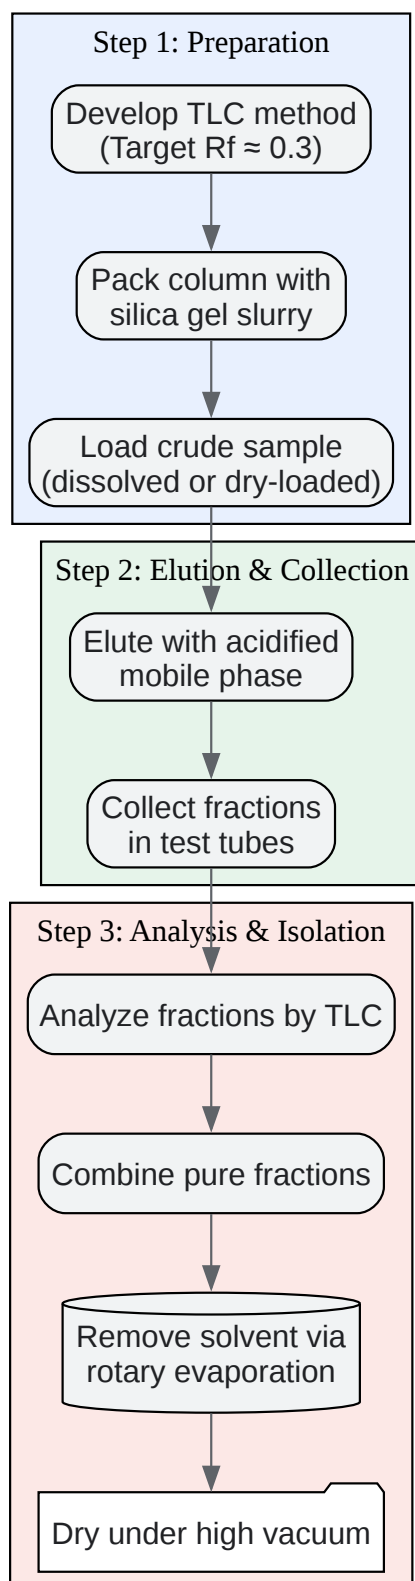 Step 1: Preparation
Develop TLC method
(Target Rf ≈ 0.3)
Pack column with
silica gel slurry
Load crude sample
(dissolved or dry-loaded)
Step 2: Elution & Collection
Elute with acidified
mobile phase
Collect fractions
in test tubes
Step 3: Analysis & Isolation
Analyze fractions by TLC
Combine pure fractions
Remove solvent via
rotary evaporation
Dry under high vacuum